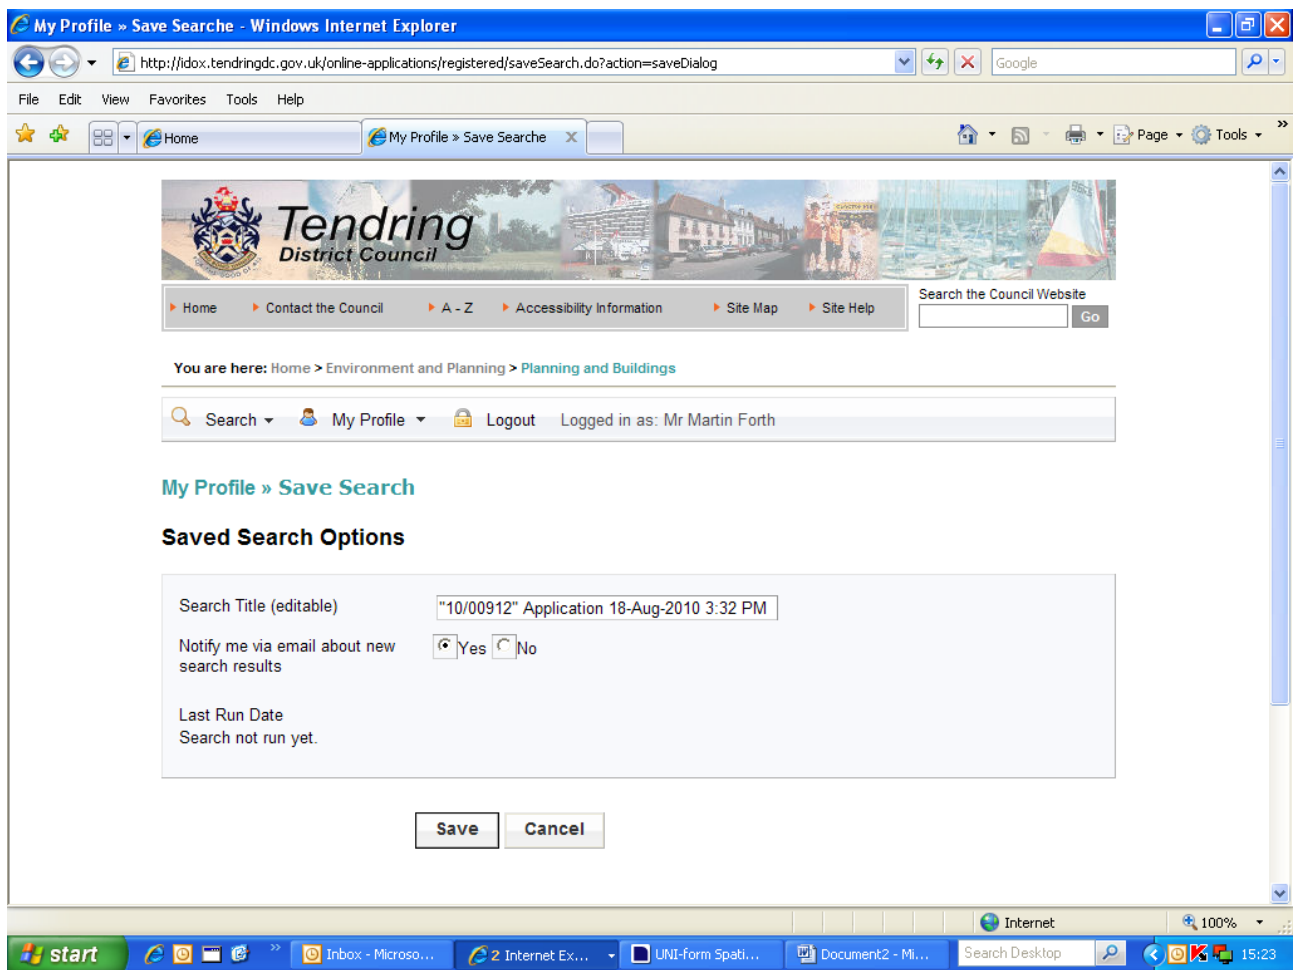 My Profile » Save Searche - Windows Internet Explorer
http://idox.tendringdc.gov.uk/online-applications/registered/saveSearch.do?action=saveDialog
Google
File Edit View Favorites Tools Help
Home
My Profile » Save Searche X
Page Tools »
Tendring
District Council
Home Contact the Council A - Z Accessibility Information Site Map Site Help
Search the Council Website
Go
You are here: Home > Environment and Planning > Planning and Buildings
Search My Profile Logout Logged in as: Mr Martin Forth
My Profile » Save Search
Saved Search Options
Search Title (editable) "10/00912" Application 18-Aug-2010 3:32 PM
Notify me via email about new
search results
Yes No
Last Run Date
Search not run yet.
Save Cancel
Internet 100%
start » Inbox - Microso... 2 Internet Ex... UNI-form Spati... Document2 - Mi... Search Desktop 15:23